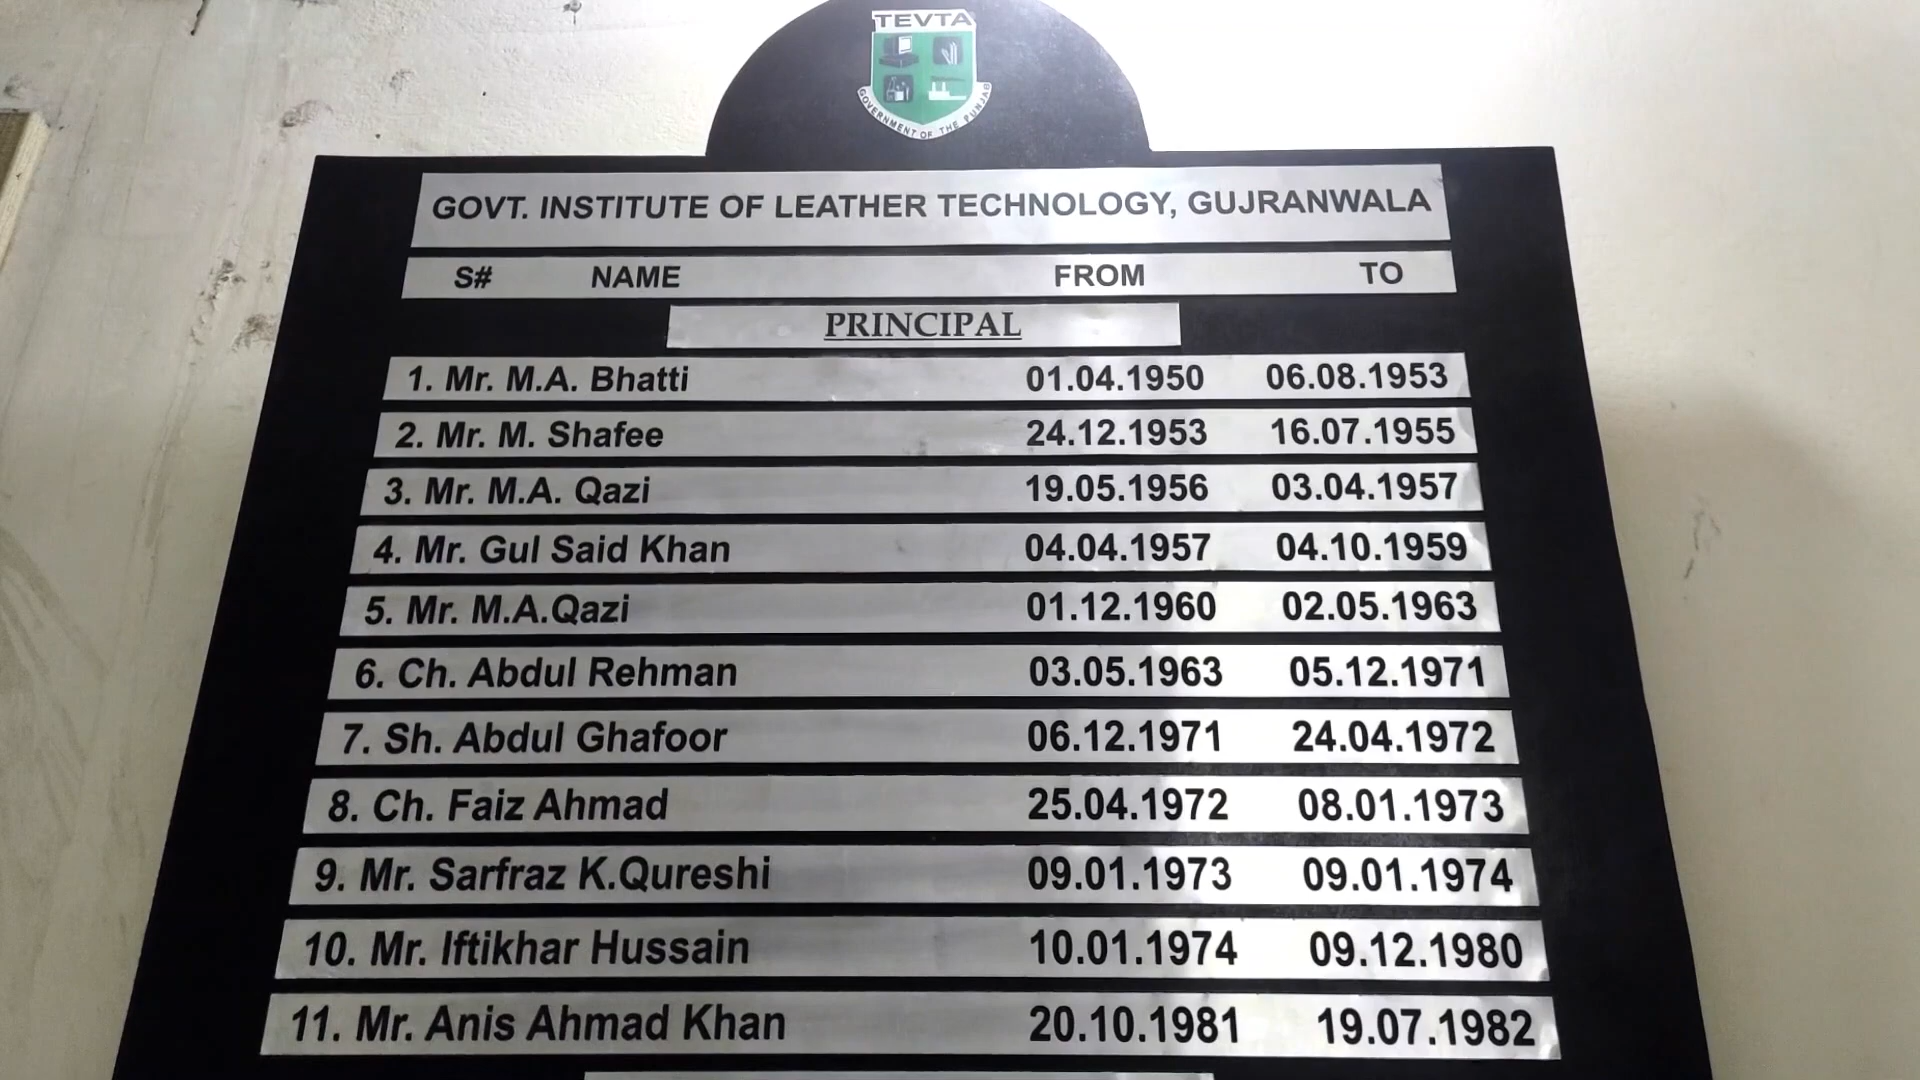 TEVTA
GOVERNMENT OF THE PUNJAB
GOVT. INSTITUTE OF LEATHER TECHNOLOGY, GUJRANWALA
S# NAME FROM TO
PRINCIPAL
1. Mr. M.A. Bhatti 01.04.1950 06.08.1953
2. Mr. M. Shafee 24.12.1953 16.07.1955
3. Mr. M.A. Qazi 19.05.1956 03.04.1957
4. Mr. Gul Said Khan 04.04.1957 04.10.1959
5. Mr. M.A.Qazi 01.12.1960 02.05.1963
6. Ch. Abdul Rehman 03.05.1963 05.12.1971
7. Sh. Abdul Ghafoor 06.12.1971 24.04.1972
8. Ch. Faiz Ahmad 25.04.1972 08.01.1973
9. Mr. Sarfraz K.Qureshi 09.01.1973 09.01.1974
10. Mr. Iftikhar Hussain 10.01.1974 09.12.1980
11. Mr. Anis Ahmad Khan 20.10.1981 19.07.1982